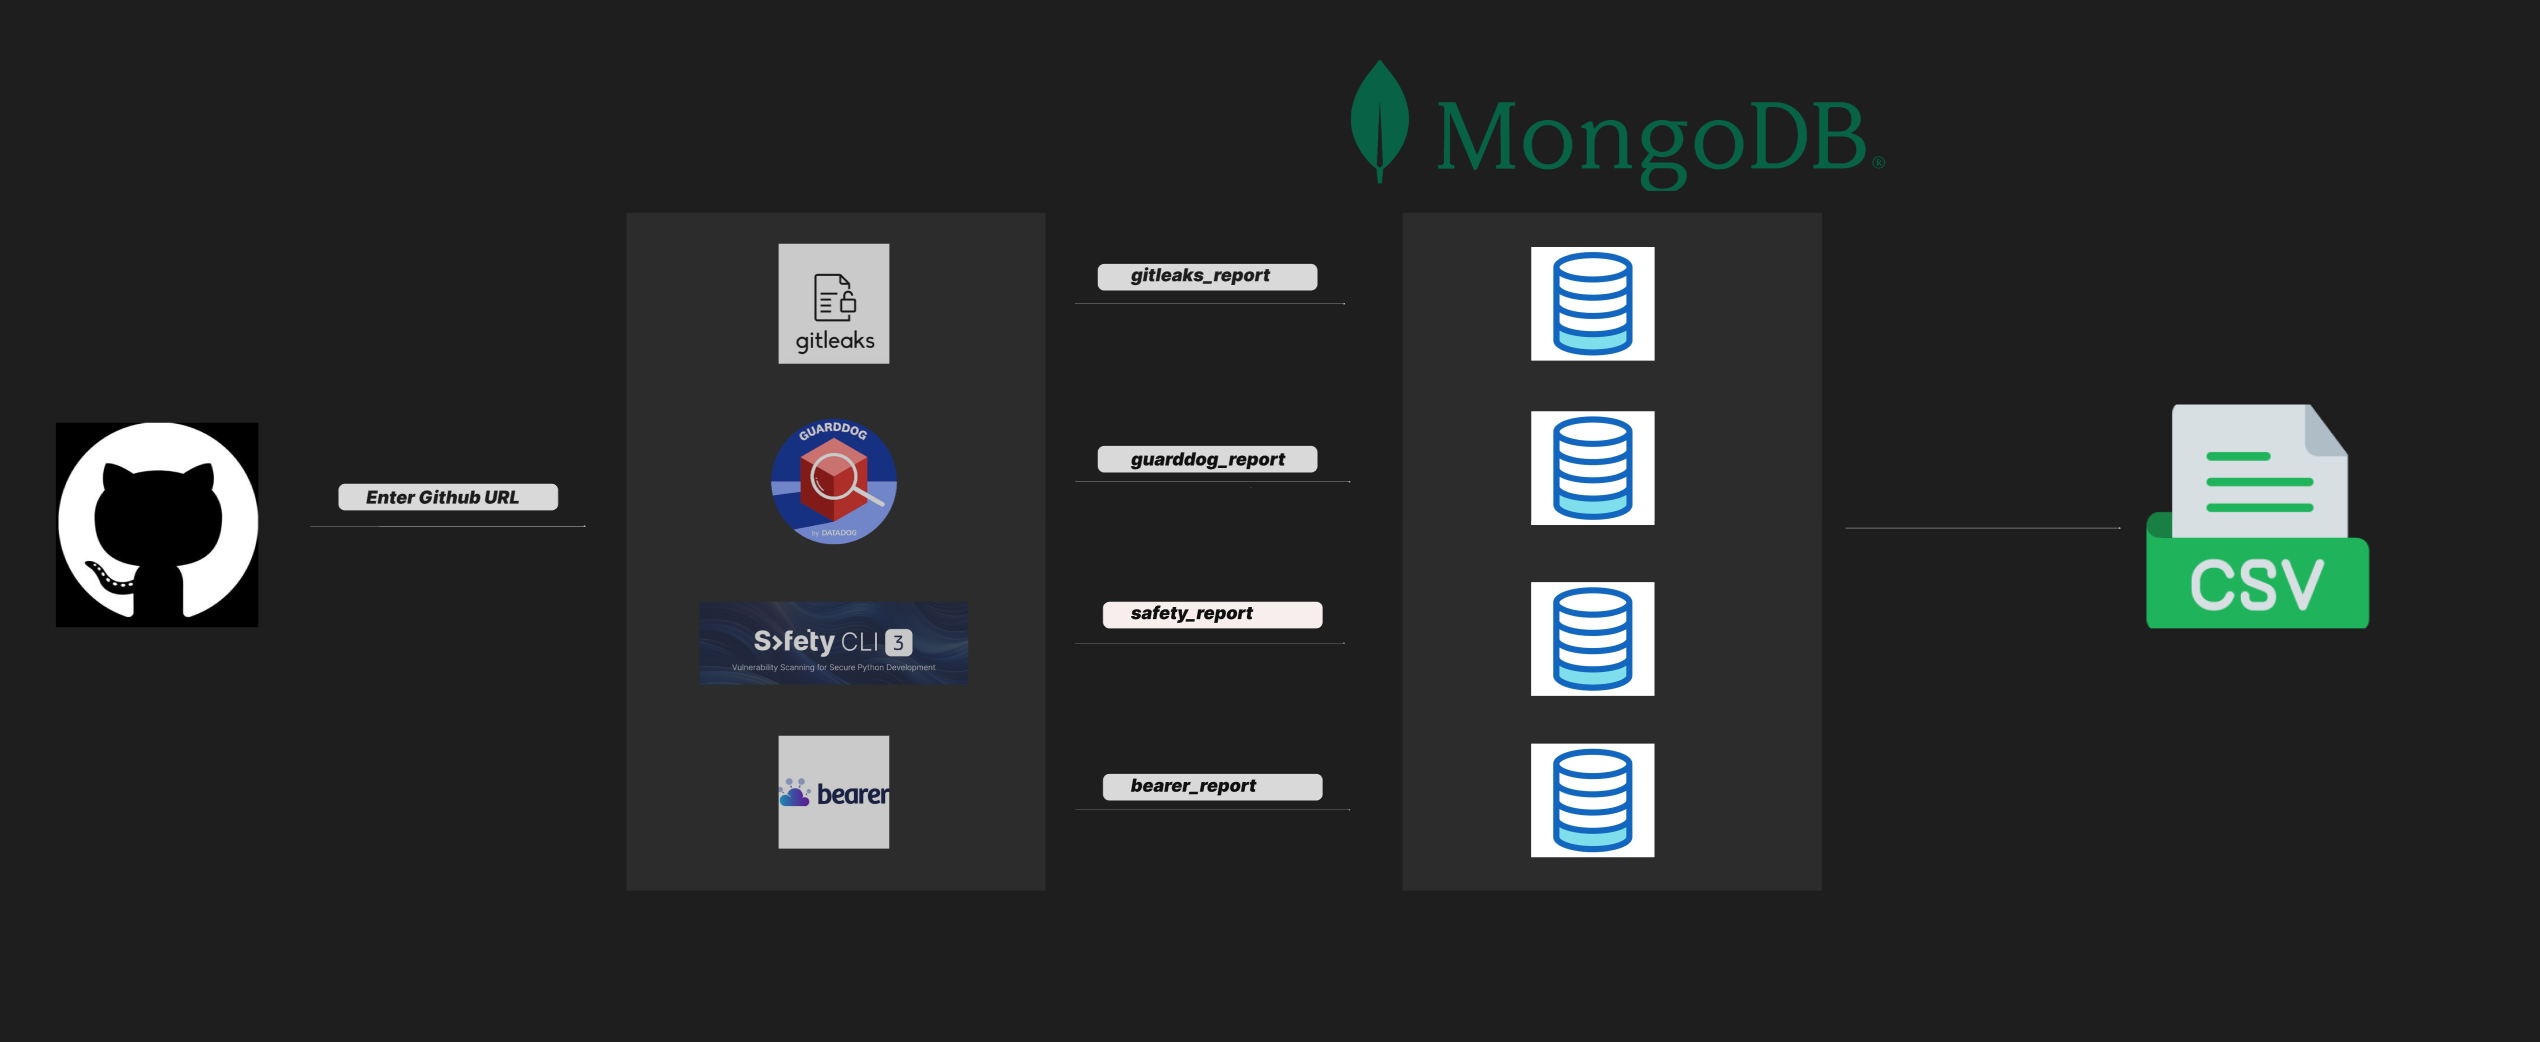 MongoDB®
gitleaks
gitleaks_report
GUARDDOG
by DATADOG
guarddog_report
Enter Github URL
CSV
S›fety CLI 3
Vulnerability Scanning for Secure Python Development
safety_report
bearer
bearer_report